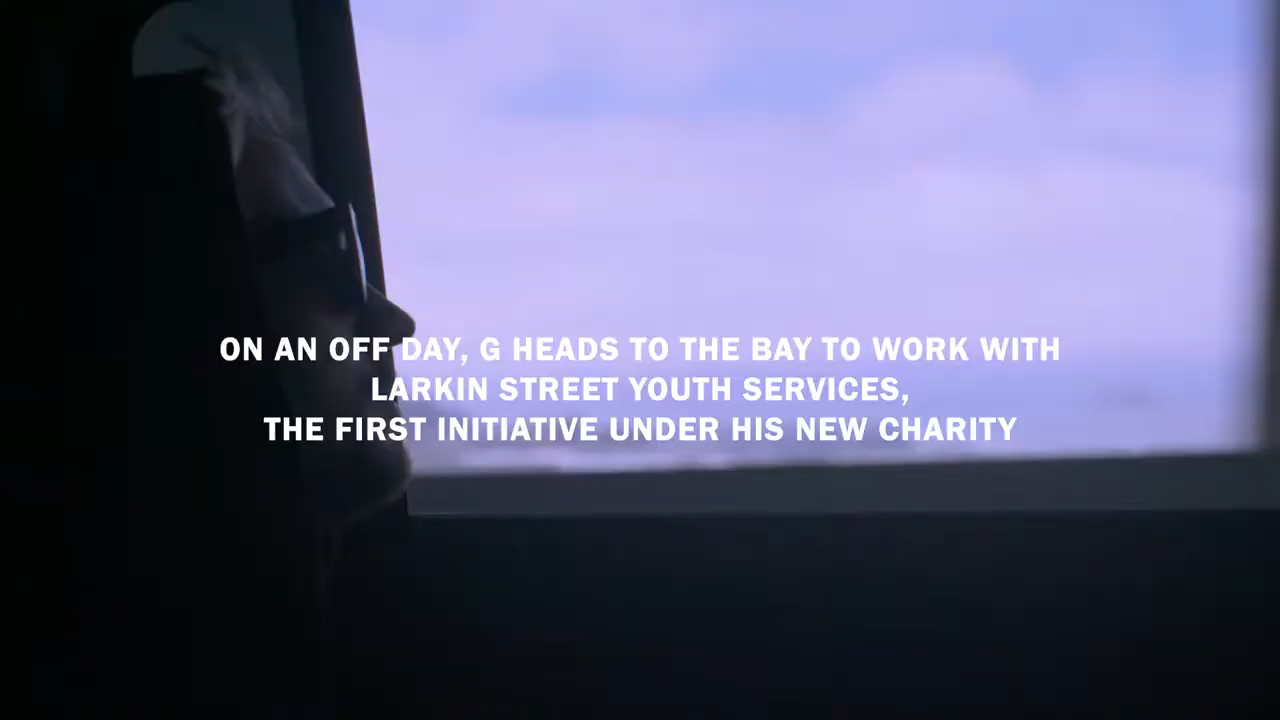 ON AN OFF DAY, G HEADS TO THE BAY TO WORK WITH
LARKIN STREET YOUTH SERVICES,
THE FIRST INITIATIVE UNDER HIS NEW CHARITY